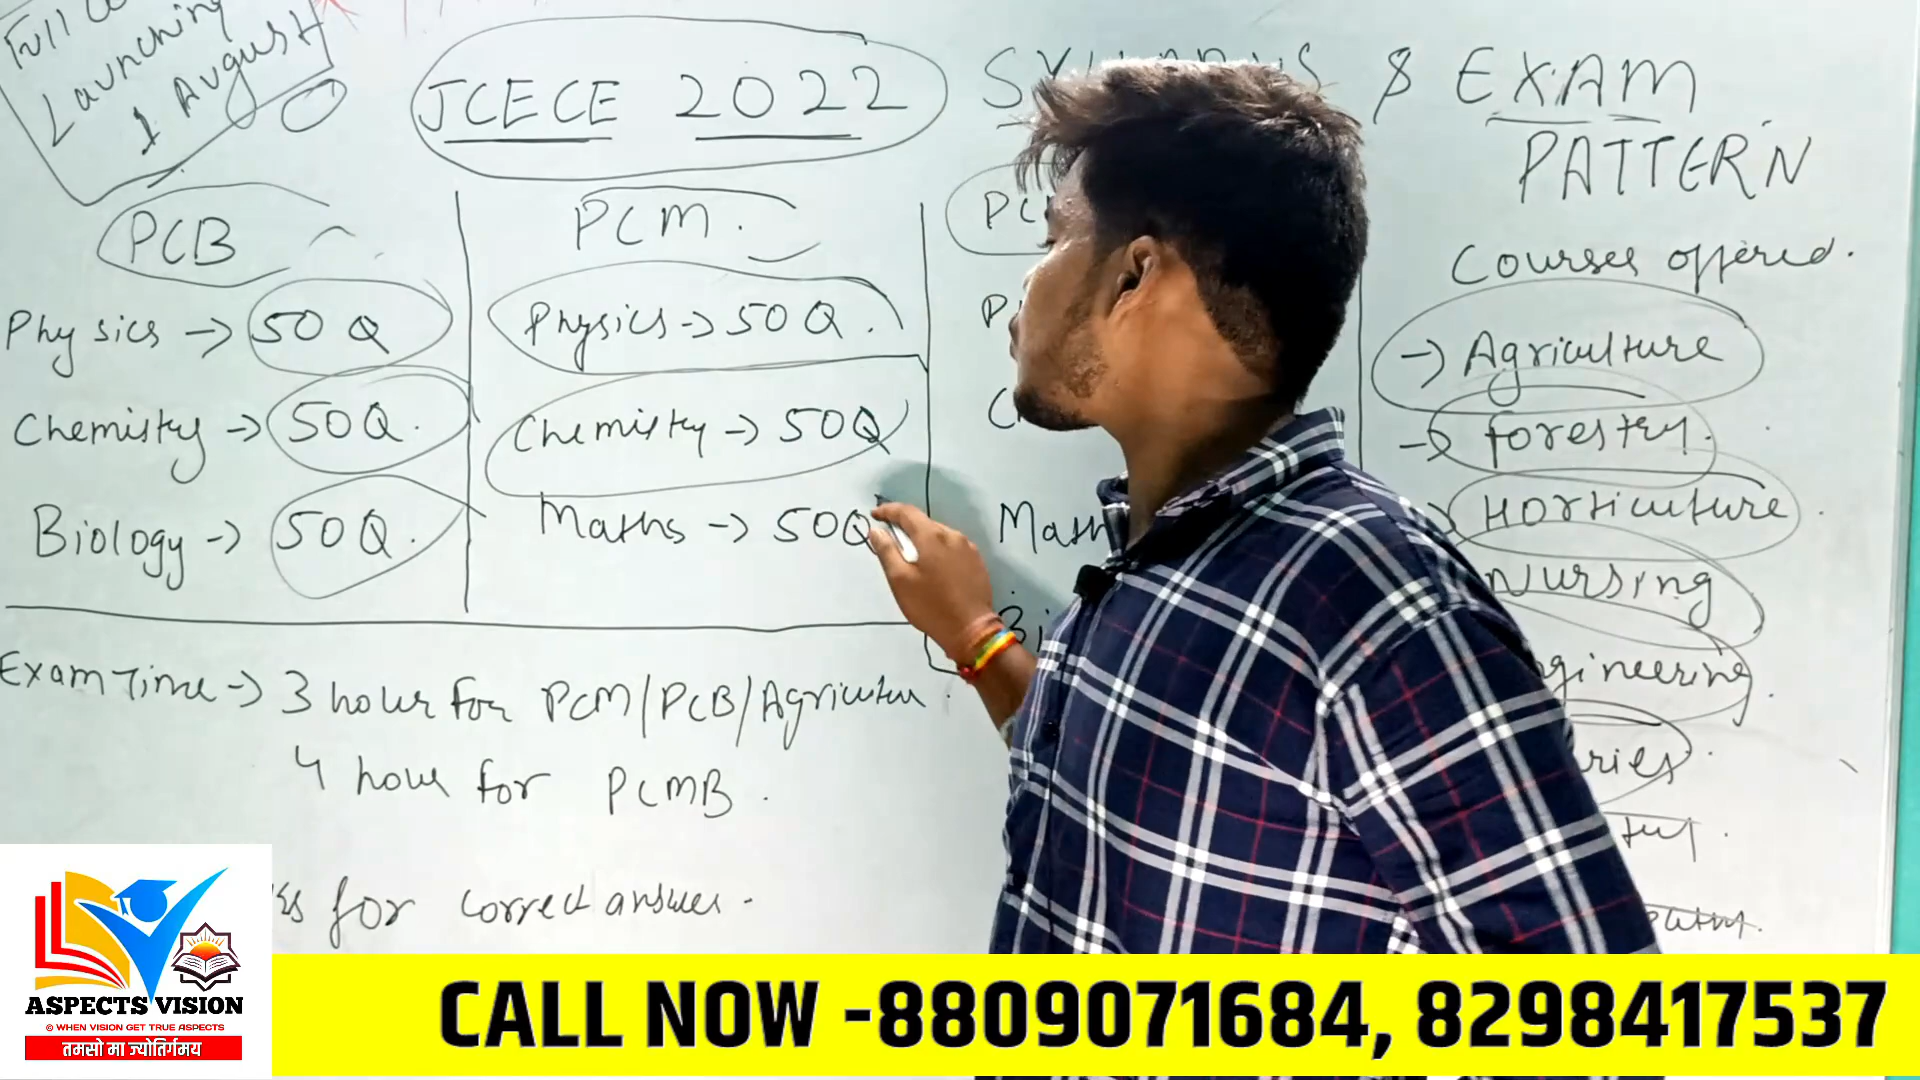 Full
Launching
1 August
JCECE 2022
SYLLABUS & EXAM
PATTERN
PCB
Physics -> 50 Q
Chemistry -> 50Q.
Biology -> 50Q.
PCM.
Physics -> 50 Q.
Chemistry -> 50Q
Maths -> 50Q
Courses offered.
-> Agriculture
-> Forestry.
Horticulture
Nursing
Exam Time -> 3 hour for PCM/PCB/Agricultur
4 hour for PCMB.
for correct answer.
ASPECTS VISION
© WHEN VISION GET TRUE ASPECTS
तमसो मा ज्योतिर्गमय
CALL NOW -8809071684, 8298417537